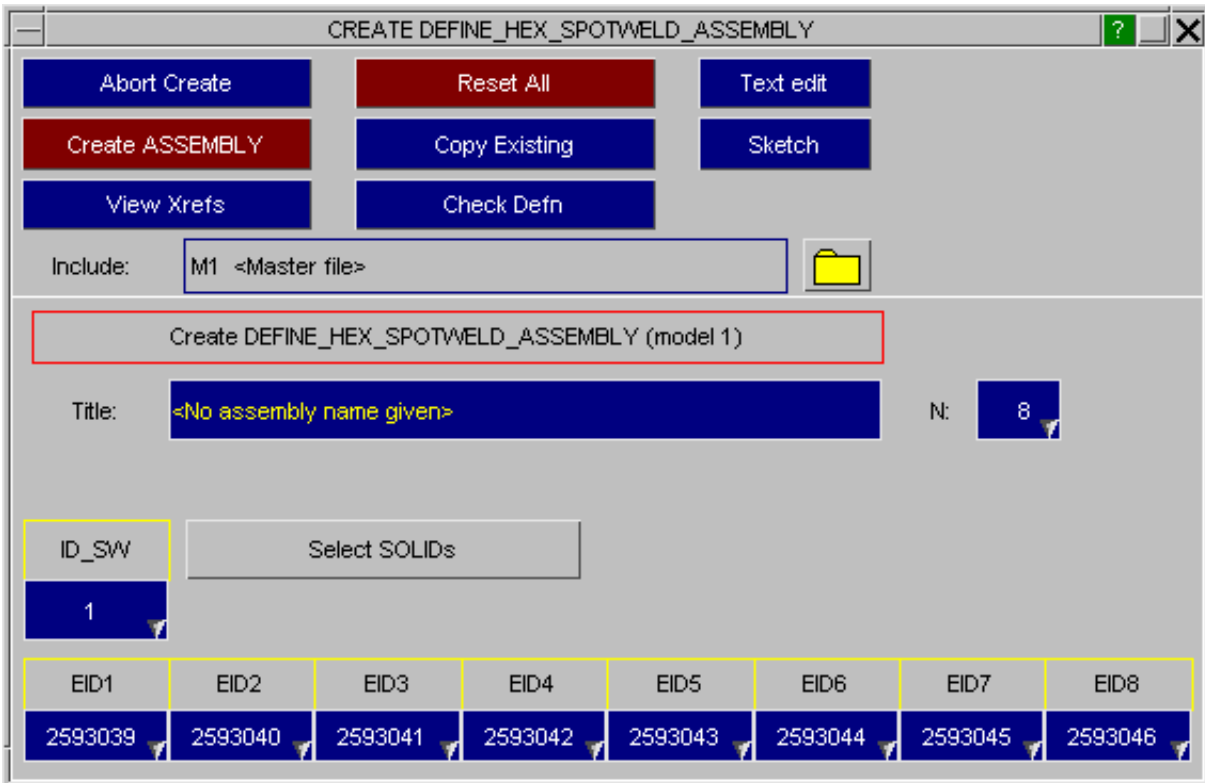 CREATE DEFINE_HEX_SPOTWELD_ASSEMBLY ?
Abort Create Reset All Text edit
Create ASSEMBLY Copy Existing Sketch
View Xrefs Check Defn
Include: M1 <Master file>
Create DEFINE_HEX_SPOTWELD_ASSEMBLY (model 1)
Title: <No assembly name given> N: 8
ID_SW Select SOLIDs
1
EID1 EID2 EID3 EID4 EID5 EID6 EID7 EID8
2593039 2593040 2593041 2593042 2593043 2593044 2593045 2593046